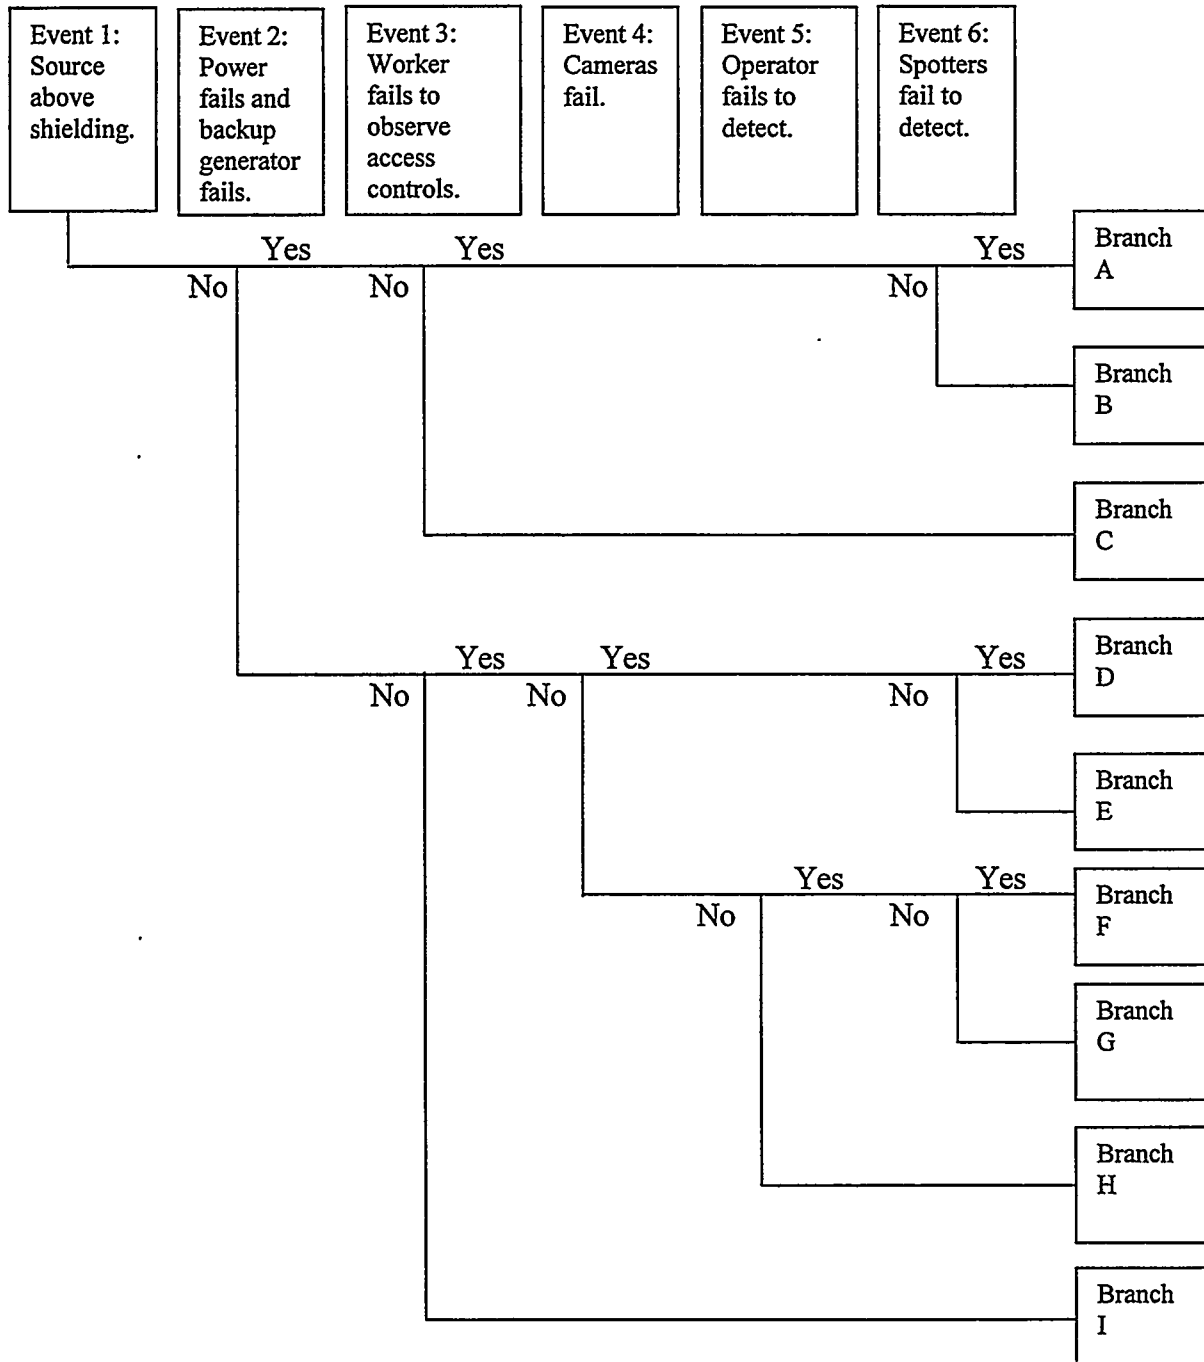 Event 1:
Source
above
shielding.
Event 2:
Power
fails and
backup
generator
fails.
Event 3:
Worker
fails to
observe
access
controls.
Event 4:
Cameras
fail.
Event 5:
Operator
fails to
detect.
Event 6:
Spotters
fail to
detect.
Yes
Yes
Yes
No
No
No
Branch
A
Branch
B
Branch
C
Yes
Yes
Yes
No
No
No
Branch
D
Branch
E
Yes
Yes
No
No
Branch
F
Branch
G
Branch
H
Branch
I